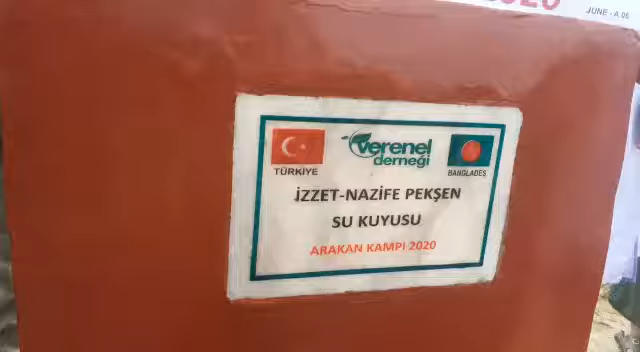 JUNE - A 06
verenel
derneği
TÜRKİYE
BANGLADEŞ
İZZET-NAZİFE PEKŞEN
SU KUYUSU
ARAKAN KAMPI 2020